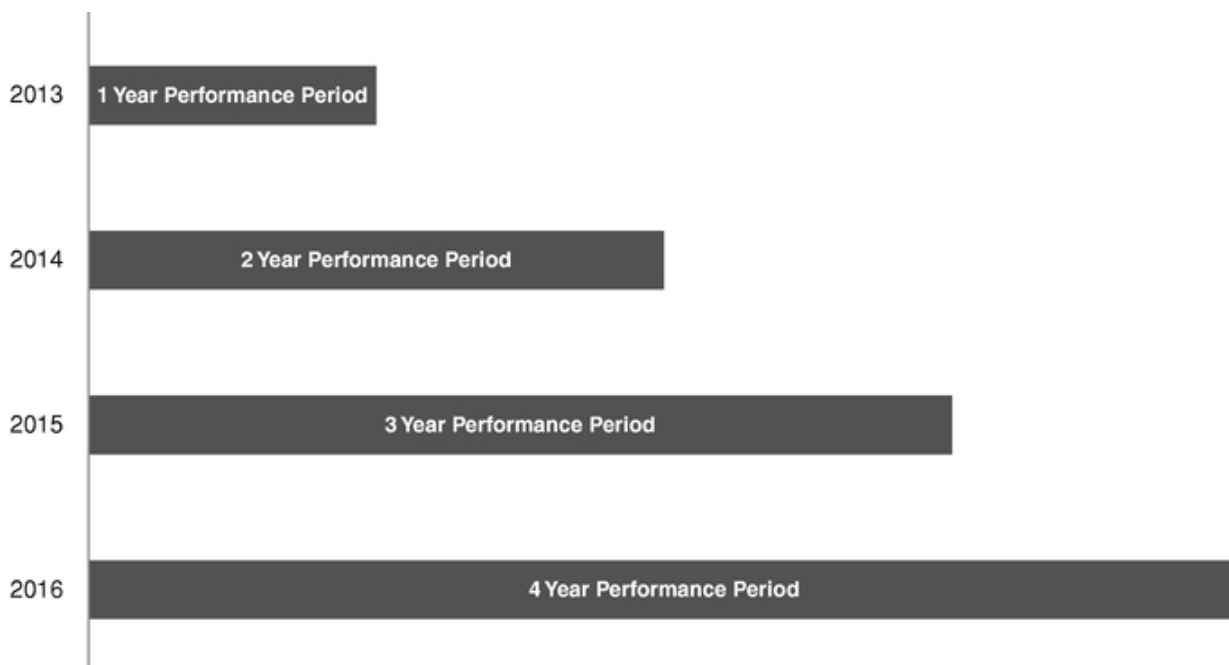 2013 1 Year Performance Period
2014 2 Year Performance Period
2015 3 Year Performance Period
2016 4 Year Performance Period